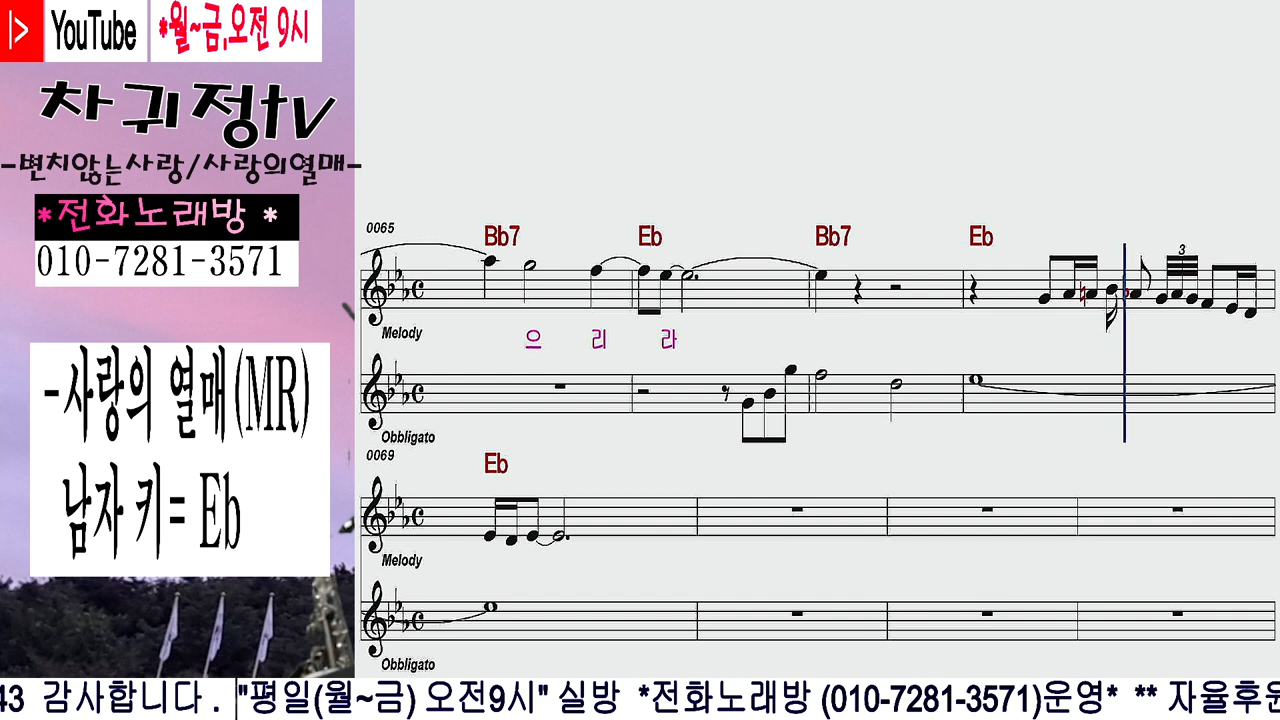 YouTube *월~금,오전 9시
차귀정tv
-변치않는사랑/사랑의열매-
*전화노래방 *
010-7281-3571
-사랑의 열매(MR)
남자 키= Eb
0065 Bb7 Eb Bb7 Eb
3
Melody 으 리 라
Obbligato
0069 Eb
Melody
Obbligato
43 감사합니다 . "평일(월~금) 오전9시" 실방 *전화노래방 (010-7281-3571)운영* ** 자율후원